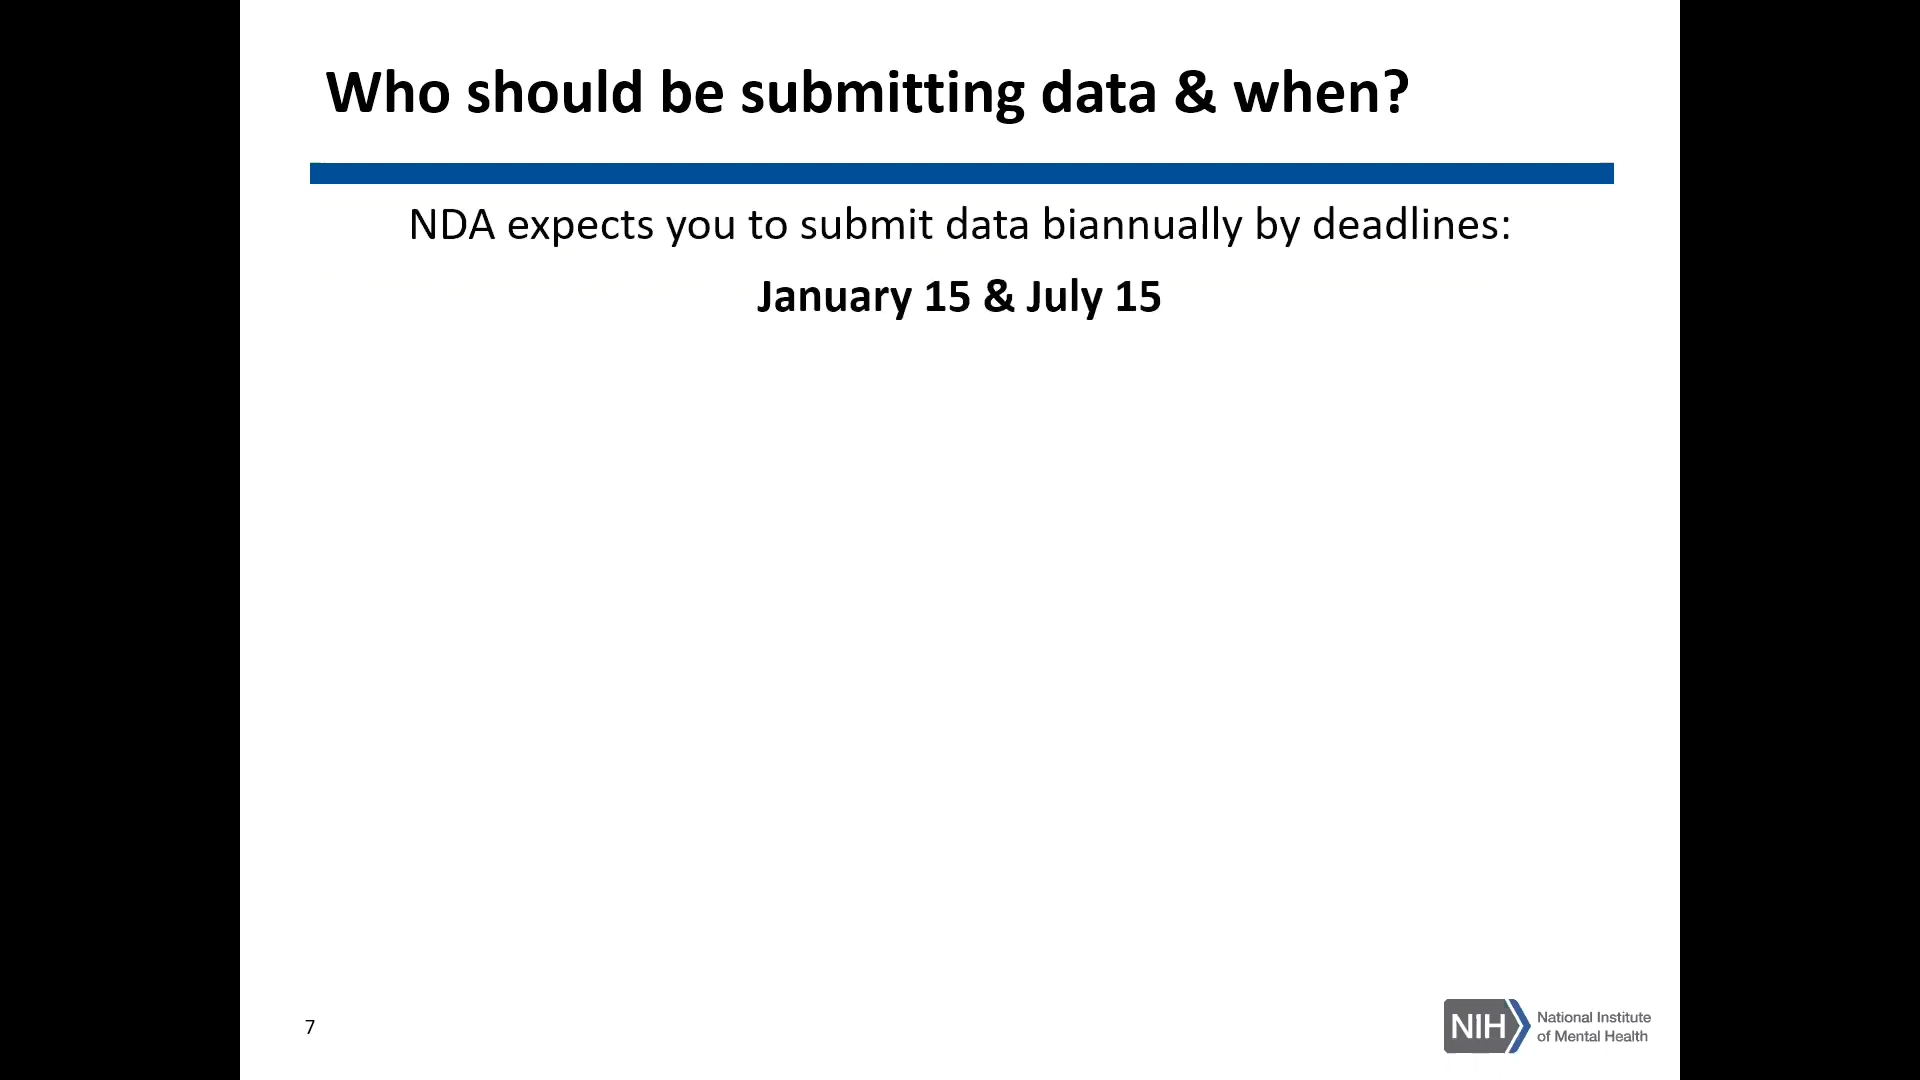 Who should be submitting data & when?
NDA expects you to submit data biannually by deadlines:
January 15 & July 15
7
NIH
National Institute
of Mental Health